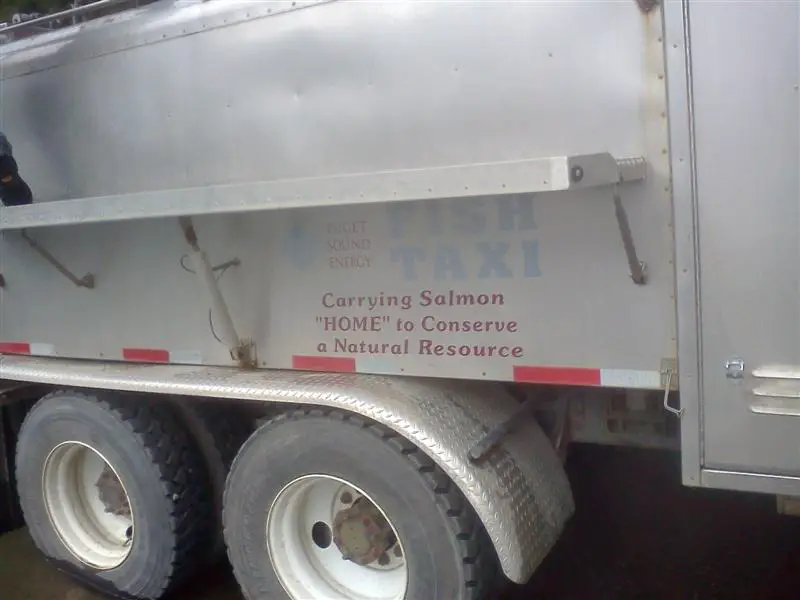 PUGET
SOUND
ENERGY
FISH
TAXI
Carrying Salmon
"HOME" to Conserve
a Natural Resource